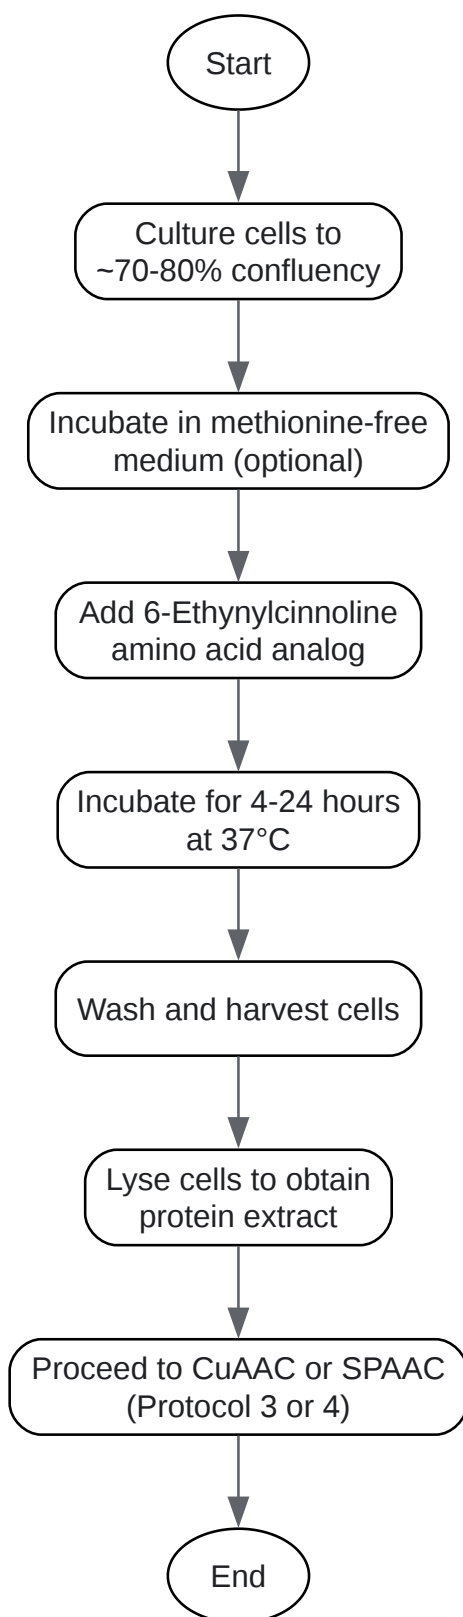 Start
Culture cells to
~70-80% confluency
Incubate in methionine-free
medium (optional)
Add 6-Ethynylcinnoline
amino acid analog
Incubate for 4-24 hours
at 37°C
Wash and harvest cells
Lyse cells to obtain
protein extract
Proceed to CuAAC or SPAAC
(Protocol 3 or 4)
End